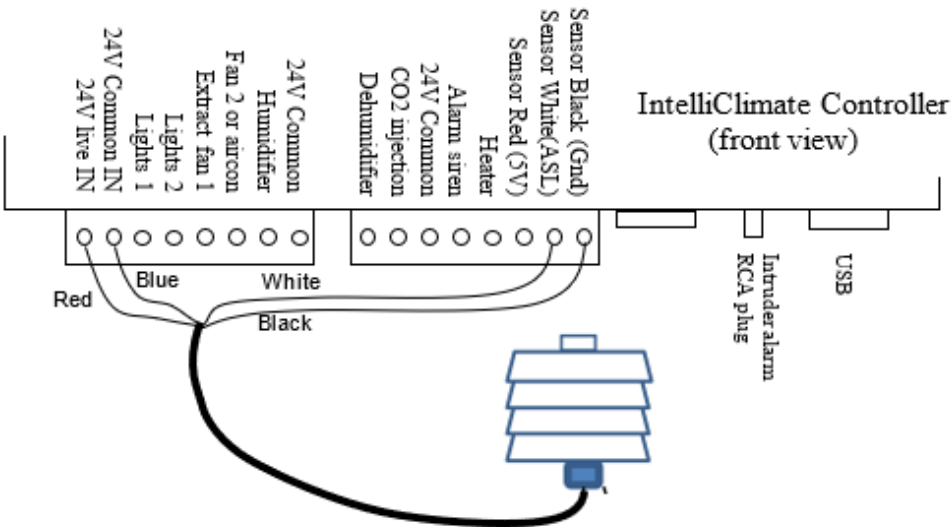 24V live IN
24V Common IN
Lights 1
Lights 2
Extract fan 1
Fan 2 or aircon
Humidifier
24V Common
Dehumidifier
CO2 injection
24V Common
Alarm siren
Heater
Sensor Red (5V)
Sensor White(ASL)
Sensor Black (Gnd)
IntelliClimate Controller
(front view)
Red
Blue
White
Black
Intruder alarm
RCA plug
USB